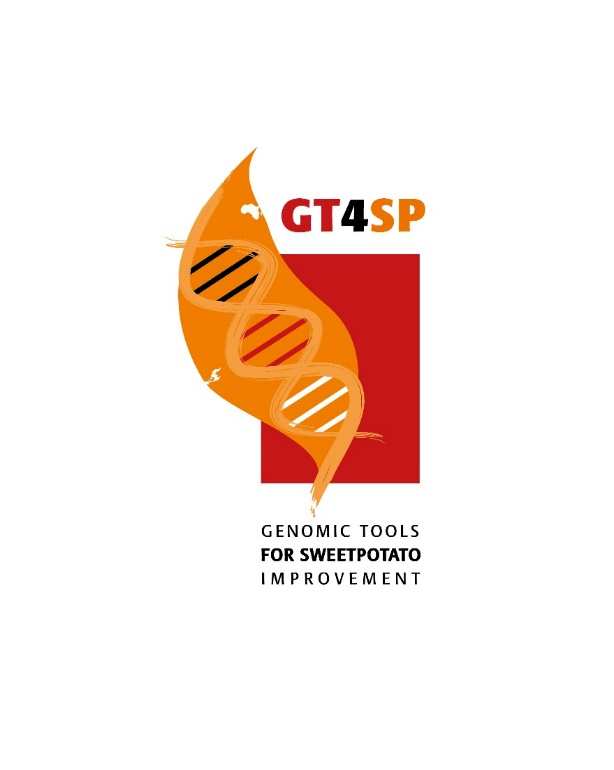 GT4SP
GENOMIC TOOLS
FOR SWEETPOTATO
IMPROVEMENT